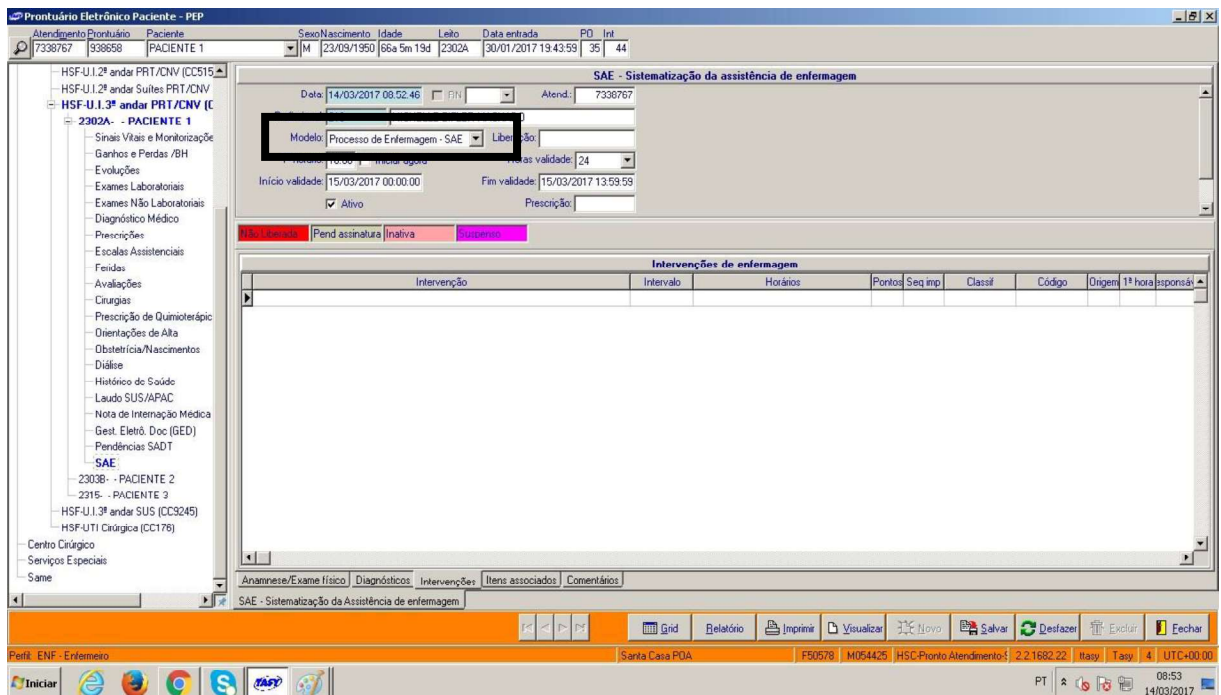 Prontuário Eletrônico Paciente - PEP
Atendimento Prontuário Paciente Sexo Nascimento Idade Leito Data entrada PO Int
7338767 938658 PACIENTE 1 M 23/09/1950 66a 5m 19d 2302A 30/01/2017 19:43:59 35 44
HSF-U.I.2ª andar PRT/CNV (CC515
HSF-U.I.2ª andar Suítes PRT/CNV
HSF-U.I.3ª andar PRT/CNV (C
2302A- - PACIENTE 1
Sinais Vitais e Monitorizaçõe
Ganhos e Perdas /BH
Evoluções
Exames Laboratoriais
Exames Não Laboratoriais
Diagnóstico Médico
Prescrições
Escalas Assistenciais
Feridas
Avaliações
Cirurgias
Prescrição de Quimioterápic
Orientações de Alta
Obstetrícia/Nascimentos
Diálise
Histórico de Saúde
Laudo SUS/APAC
Nota de Internação Médica
Gest. Eletrô. Doc (GED)
Pendências SADT
SAE
2303B- - PACIENTE 2
2315- - PACIENTE 3
HSF-U.I.3ª andar SUS (CC9245)
HSF-UTI Cirúrgica (CC176)
Centro Cirúrgico
Serviços Especiais
Same
SAE - Sistematização da assistência de enfermagem
Data: 14/03/2017 08:52:46 RN Atend.: 7338767
Modelo: Processo de Enfermagem - SAE Liberação:
Horas validade: 24
Início validade: 15/03/2017 00:00:00 Fim validade: 15/03/2017 13:59:59
Ativo Prescrição:
Não Liberada Pend assinatura Inativa Suspenso
Intervenções de enfermagem
Intervenção Intervalo Horários Pontos Seq imp Classif Código Origem 1ª hora esponsáv
Anamnese/Exame físico Diagnósticos Intervenções Itens associados Comentários
SAE - Sistematização da Assistência de enfermagem
Grid Relatório Imprimir Visualizar Novo Salvar Desfazer Excluir Fechar
Perfil: ENF - Enfermeiro Santa Casa POA F50578 M054425 HSC-Pronto Atendimento-S 2.2.1682.22 ttasy Tasy 4 UTC+00:00
Iniciar TASY PT 08:53
14/03/2017